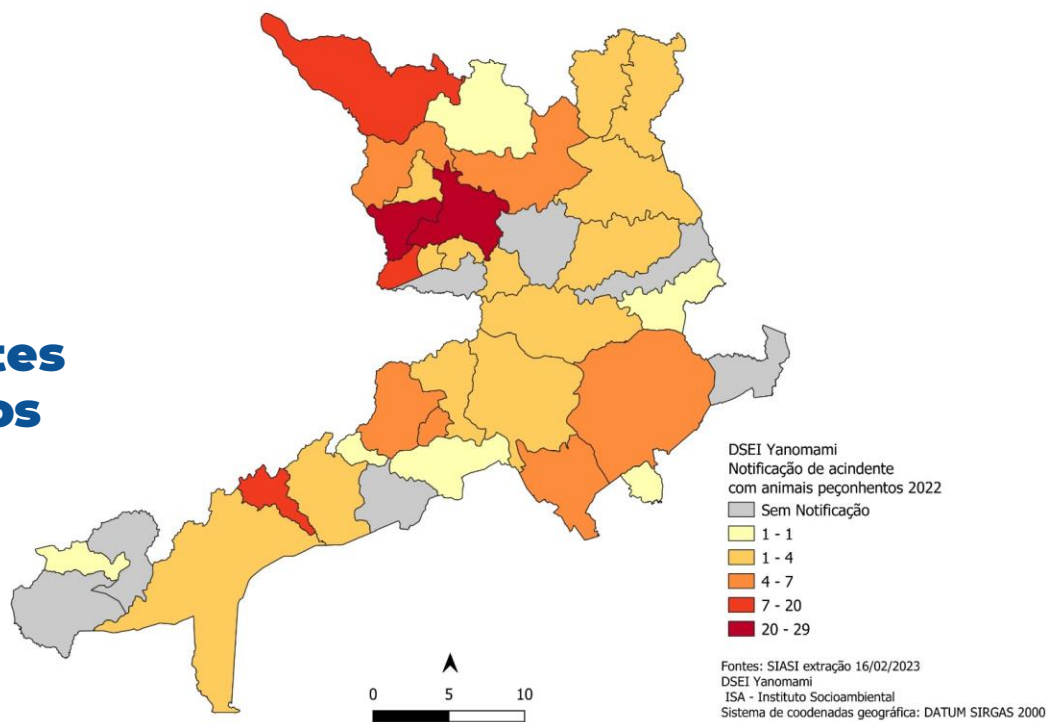 tes
os
DSEI Yanomami
Notificação de acindente
com animais peçonhentos 2022
Sem Notificação
1 - 1
1 - 4
4 - 7
7 - 20
20 - 29
0 5 10
Fontes: SIASI extração 16/02/2023
DSEI Yanomami
ISA - Instituto Socioambiental
Sistema de coodenadas geográfica: DATUM SIRGAS 2000